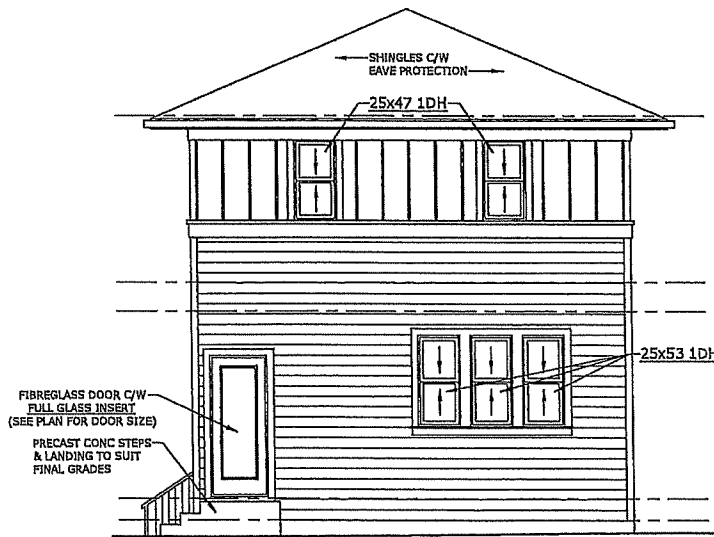 SHINGLES C/W
EAVE PROTECTION
25x47 1DH
25x53 1DH
FIBREGLASS DOOR C/W
FULL GLASS INSERT
(SEE PLAN FOR DOOR SIZE)
PRECAST CONC STEPS
& LANDING TO SUIT
FINAL GRADES